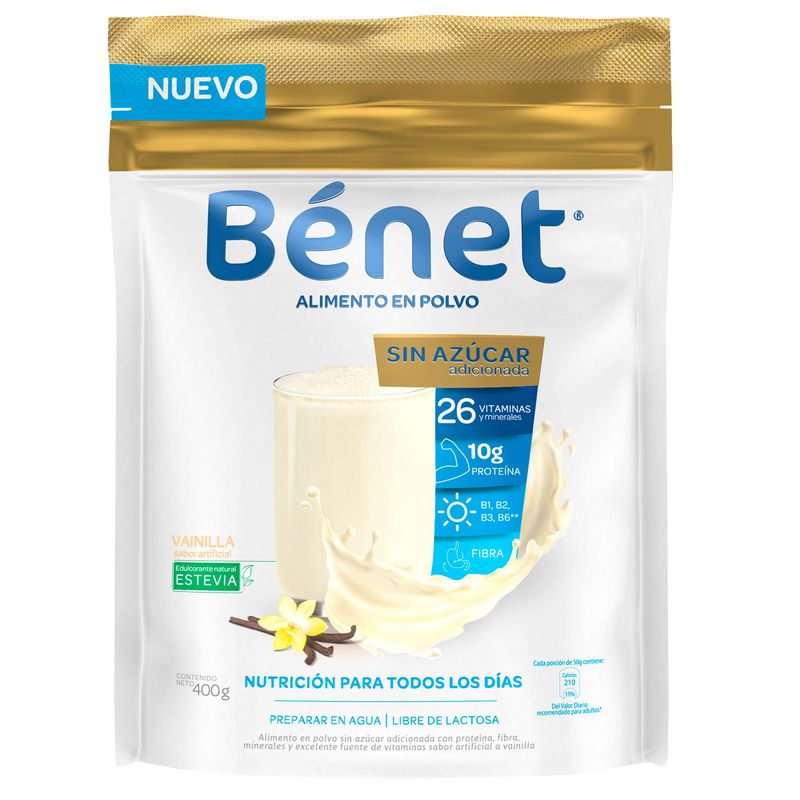 NUEVO
Bénet®
ALIMENTO EN POLVO
SIN AZÚCAR
adicionada
26 VITAMINAS
y minerales
10g
PROTEÍNA
B1, B2,
B3, B6**
FIBRA
VAINILLA
sabor artificial
Edulcorante natural
ESTEVIA
CONTENIDO
NETO 400g
NUTRICIÓN PARA TODOS LOS DÍAS
PREPARAR EN AGUA | LIBRE DE LACTOSA
Alimento en polvo sin azúcar adicionada con proteína, fibra,
minerales y excelente fuente de vitaminas sabor artificial a vainilla
Cada porción de 50g contiene:
Calorías
210
11%
Del Valor Diario
recomendado para adultos*